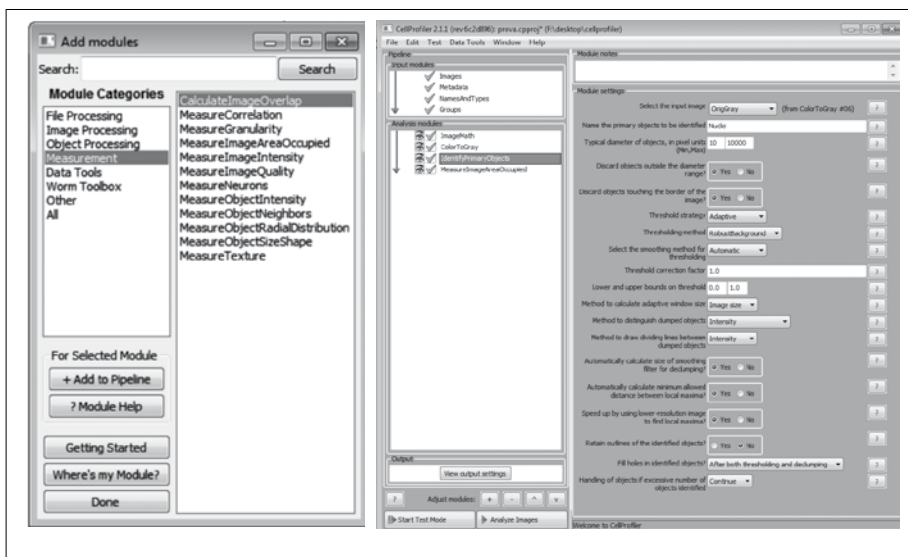 Add modules
Search:
Search
Module Categories
File Processing
Image Processing
Object Processing
Measurement
Data Tools
Worm Toolbox
Other
All
CalculateImageOverlap
MeasureCorrelation
MeasureGranularity
MeasureImageAreaOccupied
MeasureImageIntensity
MeasureImageQuality
MeasureNeurons
MeasureObjectIntensity
MeasureObjectNeighbors
MeasureObjectRadialDistribution
MeasureObjectSizeShape
MeasureTexture
For Selected Module
+ Add to Pipeline
? Module Help
Getting Started
Where's my Module?
Done
CellProfiler 2.1.1 (rev6c2d896): prova.cpproj* (F:\desktop\cellprofiler)
File Edit Test Data Tools Window Help
Pipeline
Input modules
Images
Metadata
NamesAndTypes
Groups
Analysis modules
ImageMath
ColorToGray
IdentifyPrimaryObjects
MeasureImageAreaOccupied
Output
View output settings
? Adjust modules: + - ^ v
Start Test Mode
Analyze Images
Module notes
Module settings
Select the input image OrigGray (from ColorToGray #06) ?
Name the primary objects to be identified Nuclei ?
Typical diameter of objects, in pixel units (Min,Max) 10 10000 ?
Discard objects outside the diameter range? Yes No ?
Discard objects touching the border of the image? Yes No ?
Threshold strategy Adaptive ?
Thresholding method RobustBackground ?
Select the smoothing method for thresholding Automatic ?
Threshold correction factor 1.0 ?
Lower and upper bounds on threshold 0.0 1.0 ?
Method to calculate adaptive window size Image size ?
Method to distinguish clumped objects Intensity ?
Method to draw dividing lines between clumped objects Intensity ?
Automatically calculate size of smoothing filter for declumping? Yes No ?
Automatically calculate minimum allowed distance between local maxima? Yes No ?
Speed up by using lower-resolution image to find local maxima? Yes No ?
Retain outlines of the identified objects? Yes No ?
Fill holes in identified objects? After both thresholding and declumping ?
Handling of objects if excessive number of objects identified Continue ?
Welcome to CellProfiler